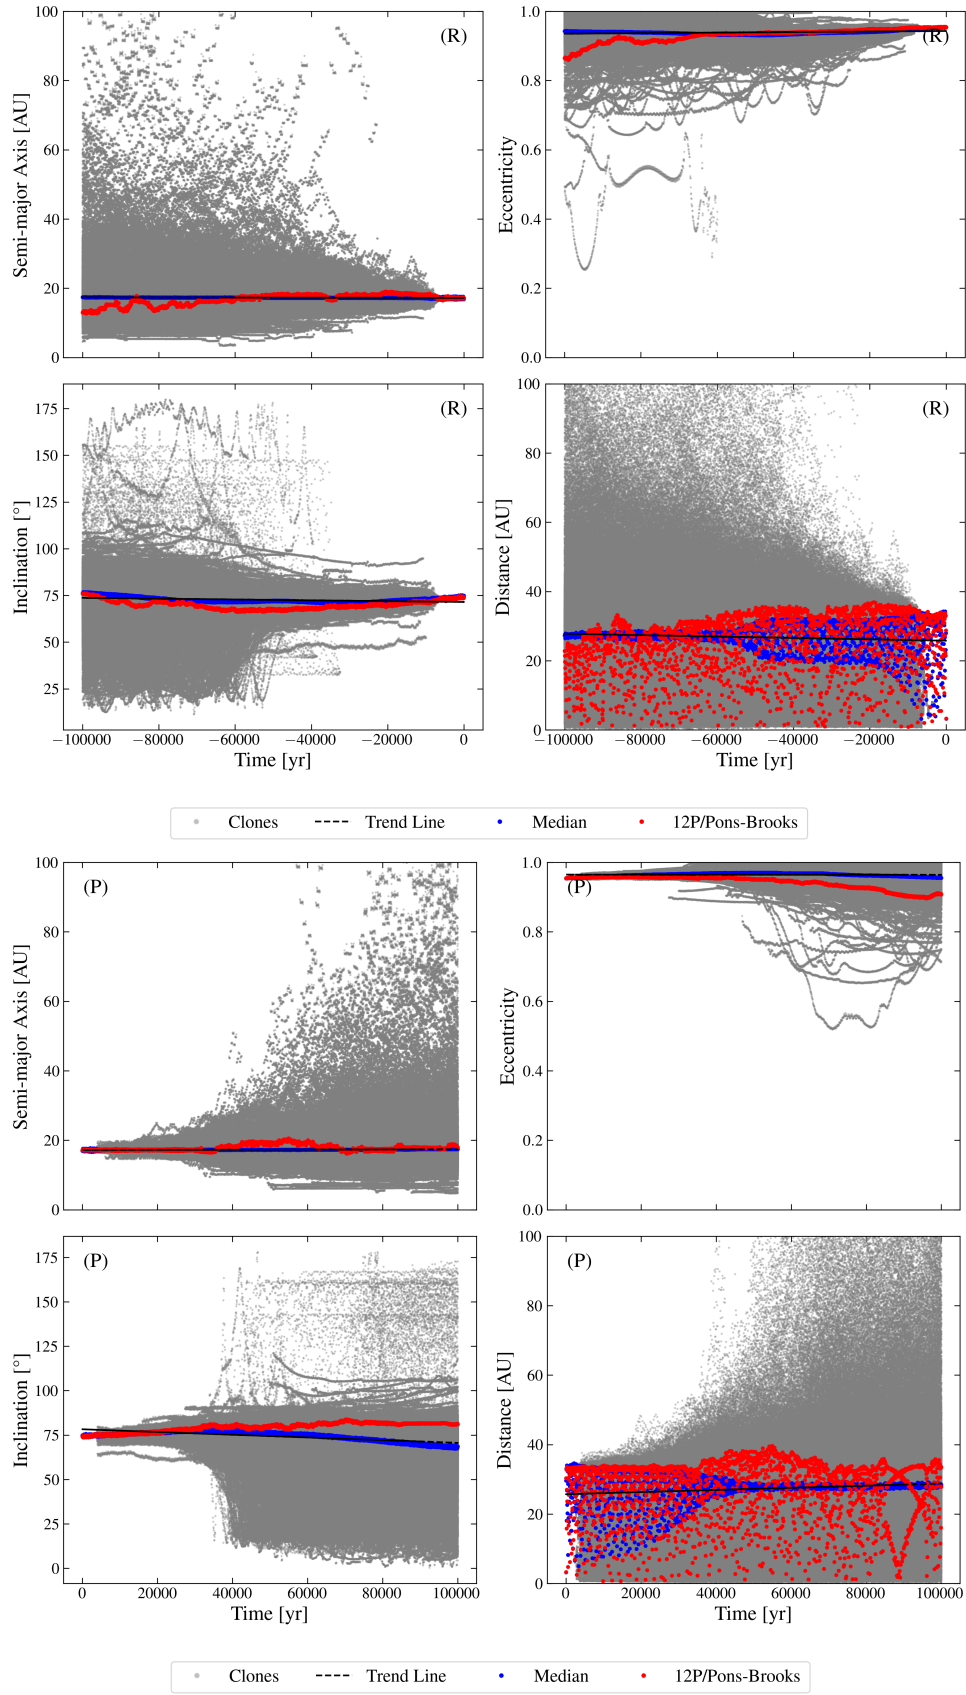 Semi-major Axis [AU]
100
80
60
40
20
0
(R)
Eccentricity
1.0
0.8
0.6
0.4
0.2
0.0
(R)
Inclination [°]
175
150
125
100
75
50
25
(R)
−100000 −80000 −60000 −40000 −20000 0
Time [yr]
Distance [AU]
100
80
60
40
20
0
(R)
−100000 −80000 −60000 −40000 −20000 0
Time [yr]
Clones Trend Line Median 12P/Pons-Brooks
Semi-major Axis [AU]
100
80
60
40
20
0
(P)
Eccentricity
1.0
0.8
0.6
0.4
0.2
0.0
(P)
Inclination [°]
175
150
125
100
75
50
25
0
(P)
0 20000 40000 60000 80000 100000
Time [yr]
Distance [AU]
100
80
60
40
20
0
(P)
0 20000 40000 60000 80000 100000
Time [yr]
Clones Trend Line Median 12P/Pons-Brooks